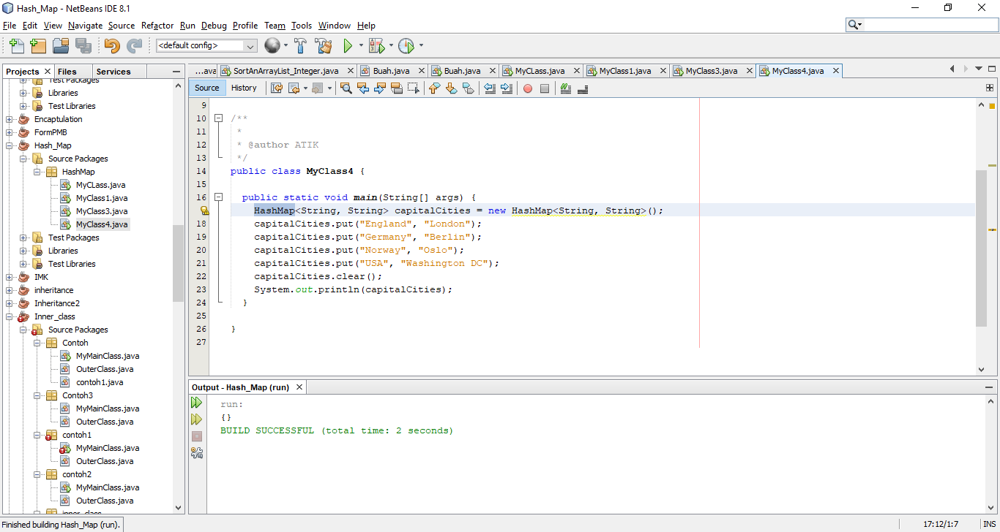 Hash_Map - NetBeans IDE 8.1
File Edit View Navigate Source Refactor Run Debug Profile Team Tools Window Help
<default config>
Projects Files Services
...ava SortAnArrayList_Integer.java Buah.java Buah.java MyCLass.java MyClass1.java MyClass3.java MyClass4.java
Source History
Test Packages
Libraries
Test Libraries
Encaptulation
FormPMB
Hash_Map
Source Packages
HashMap
MyCLass.java
MyClass1.java
MyClass3.java
MyClass4.java
Test Packages
Libraries
Test Libraries
IMK
inheritance
Inheritance2
Inner_class
Source Packages
Contoh
MyMainClass.java
OuterClass.java
contoh1.java
Contoh3
MyMainClass.java
OuterClass.java
contoh1
MyMainClass.java
OuterClass.java
contoh2
MyMainClass.java
OuterClass.java
inner_class
9
10 /**
11 *
12 * @author ATIK
13 */
14 public class MyClass4 {
15
16 public static void main(String[] args) {
HashMap<String, String> capitalCities = new HashMap<String, String>();
18 capitalCities.put("England", "London");
19 capitalCities.put("Germany", "Berlin");
20 capitalCities.put("Norway", "Oslo");
21 capitalCities.put("USA", "Washington DC");
22 capitalCities.clear();
23 System.out.println(capitalCities);
24 }
25
26 }
27
Output - Hash_Map (run)
run:
{}
BUILD SUCCESSFUL (total time: 2 seconds)
Finished building Hash_Map (run).
17:12/1:7 INS